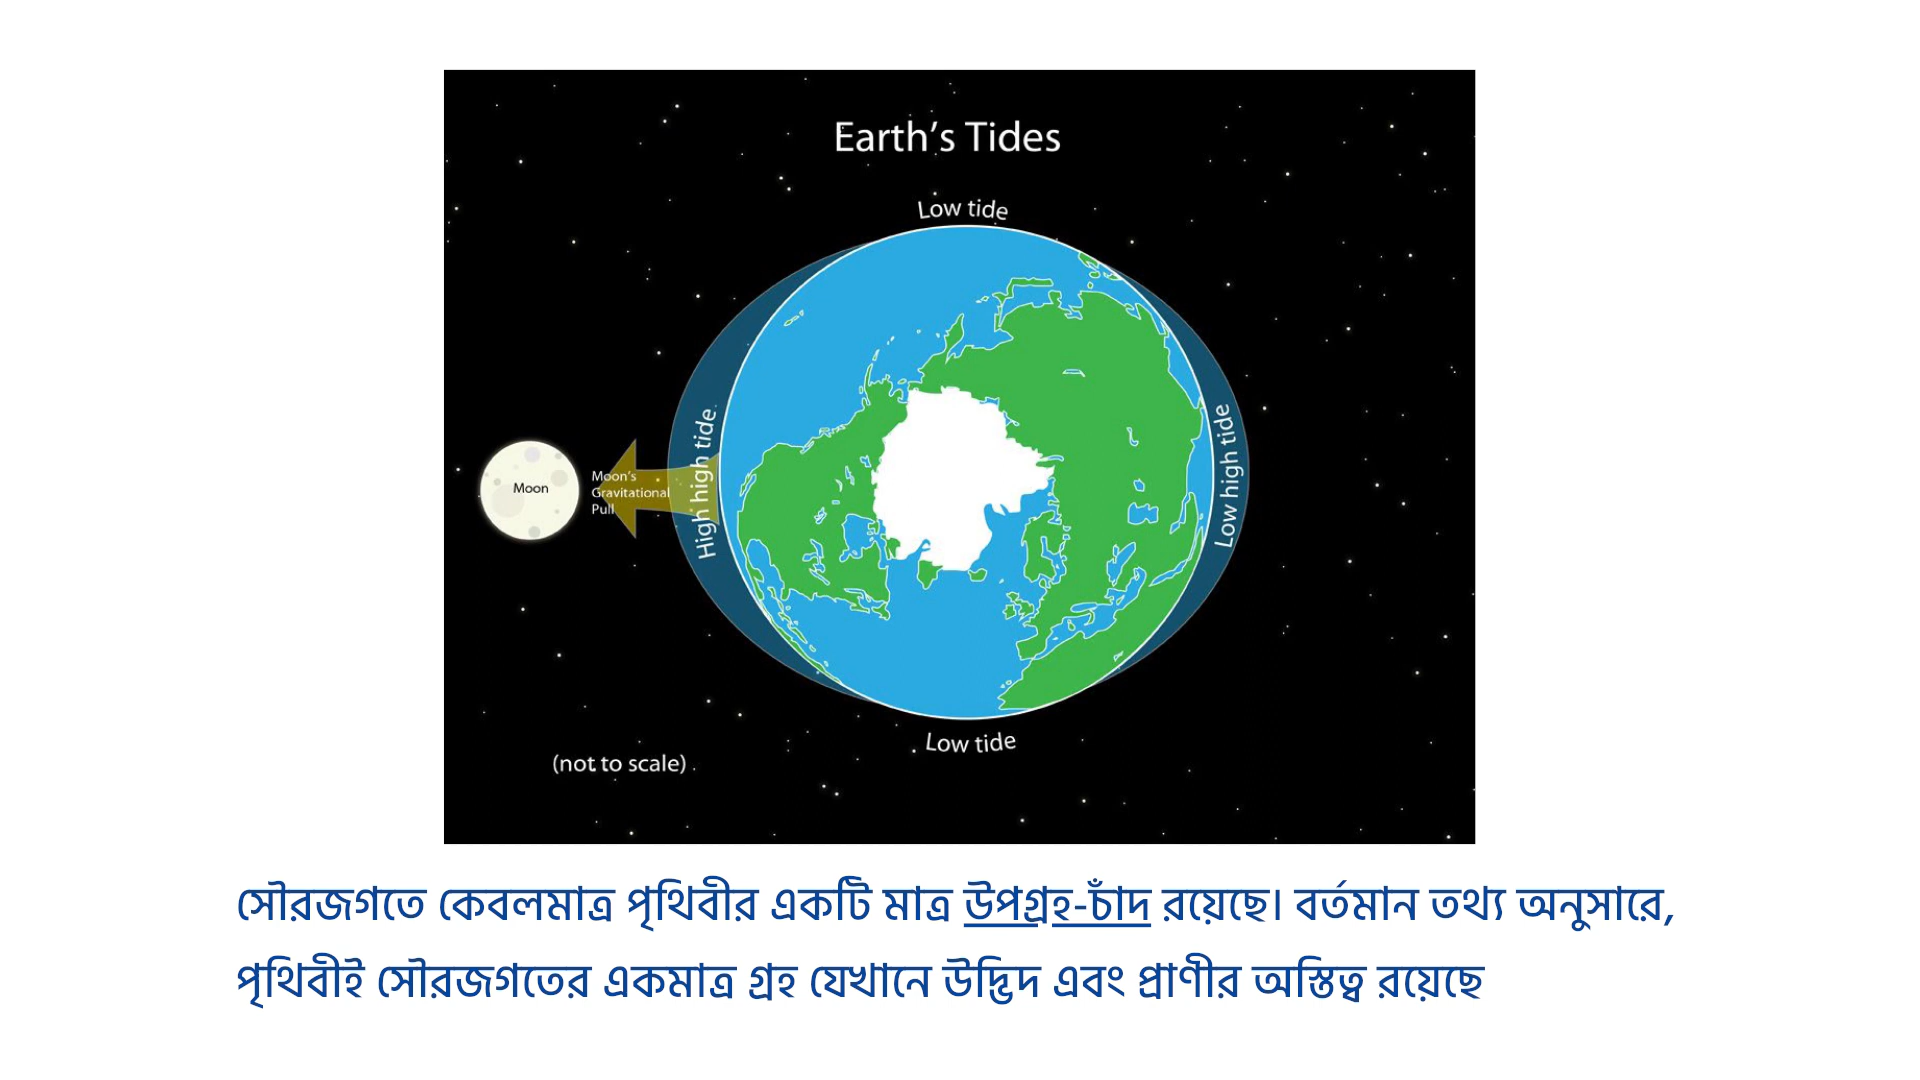 Earth's Tides
Low tide
High high tide
Low high tide
Moon
Moon's
Gravitational
Pull
Low tide
(not to scale)
সৌরজগতে কেবলমাত্র পৃথিবীর একটি মাত্র উপগ্রহ-চাঁদ রয়েছে। বর্তমান তথ্য অনুসারে,
পৃথিবীই সৌরজগতের একমাত্র গ্রহ যেখানে উদ্ভিদ এবং প্রাণীর অস্তিত্ব রয়েছে